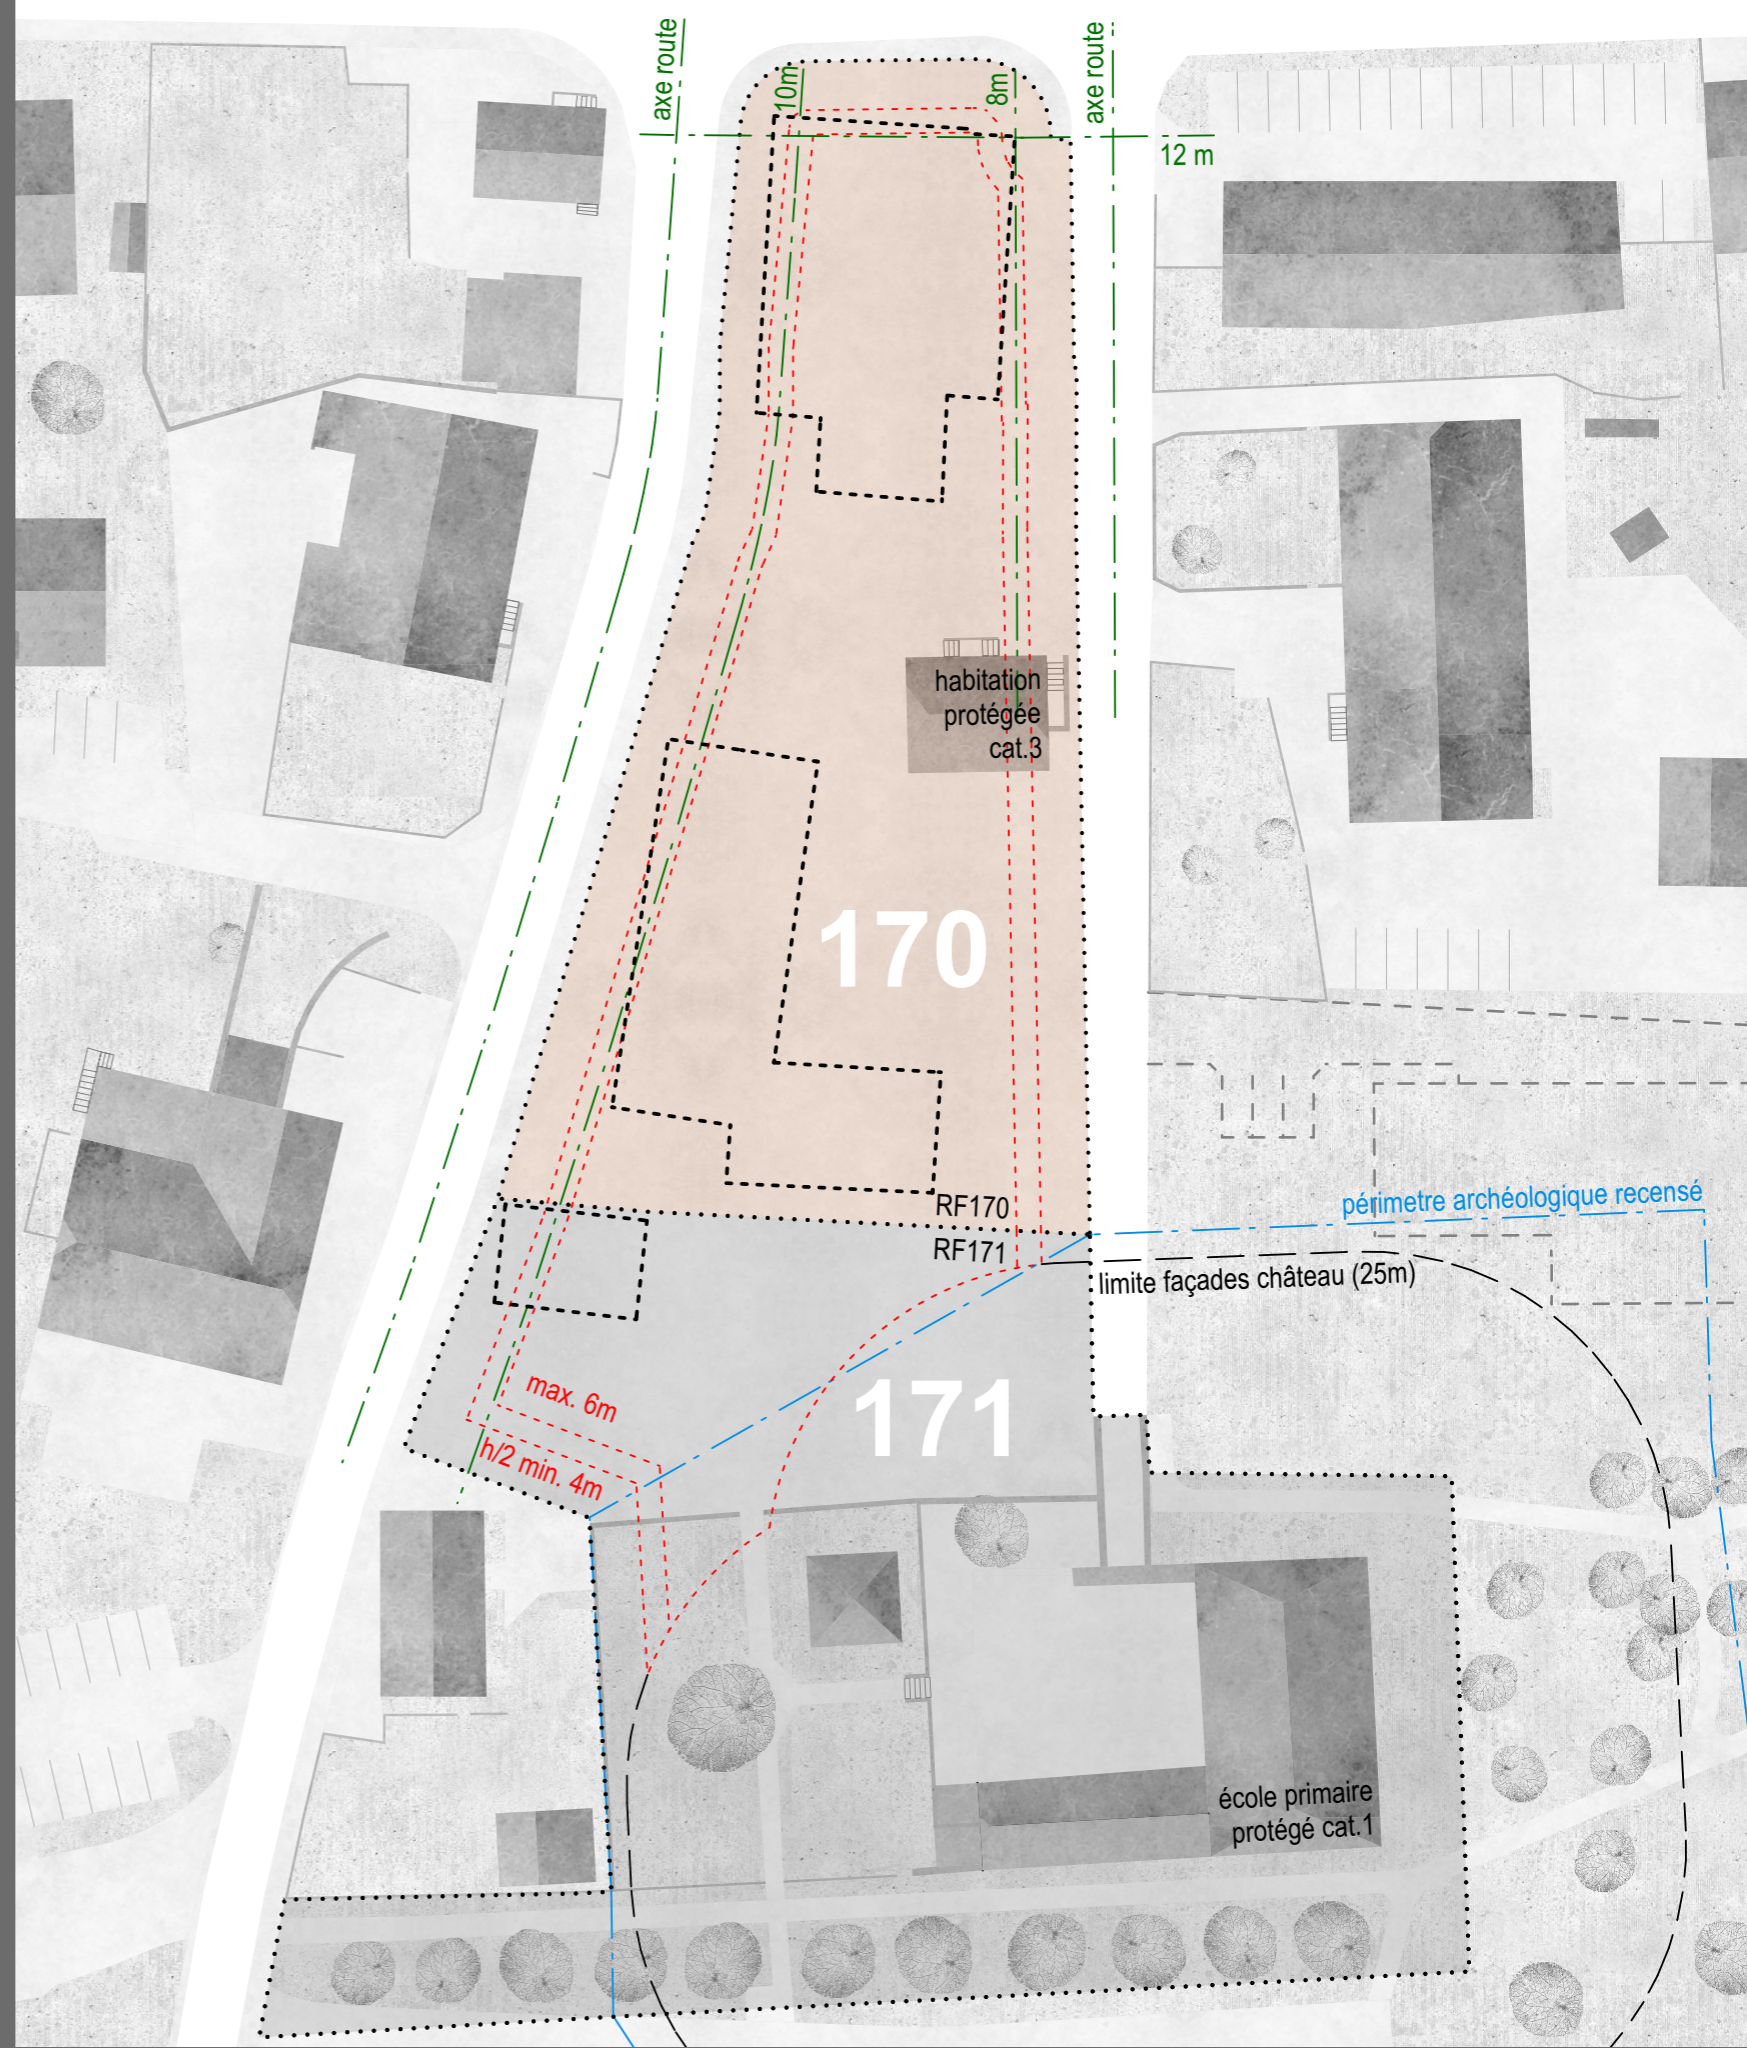 axe route
10m
8m
axe route
12 m
habitation
protégée
cat.3
170
RF170
RF171
périmetre archéologique recensé
limite façades château (25m)
171
max. 6m
h/2 min. 4m
école primaire
protégé cat.1